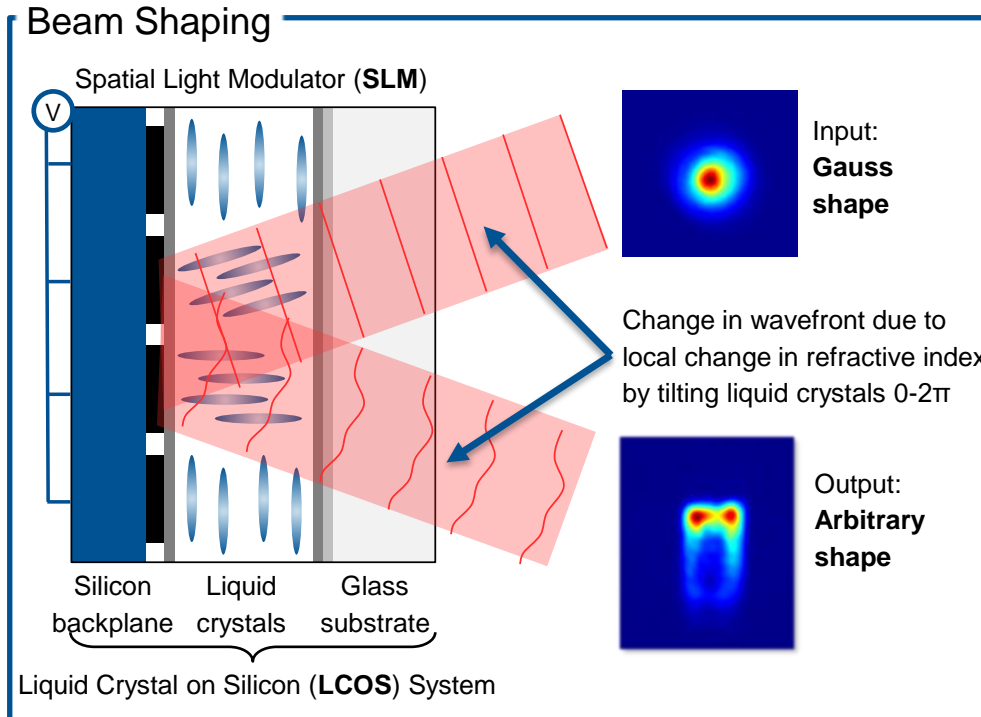 Beam Shaping
Spatial Light Modulator (SLM)
V
Input:
Gauss
shape
Change in wavefront due to
local change in refractive index
by tilting liquid crystals 0-2π
Output:
Arbitrary
shape
Silicon
backplane
Liquid
crystals
Glass
substrate
Liquid Crystal on Silicon (LCOS) System